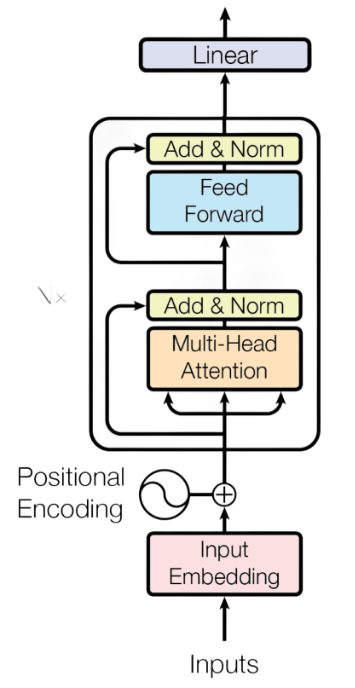 Linear
Add & Norm
Feed
Forward
Add & Norm
Multi-Head
Attention
Positional
Encoding
Input
Embedding
Inputs